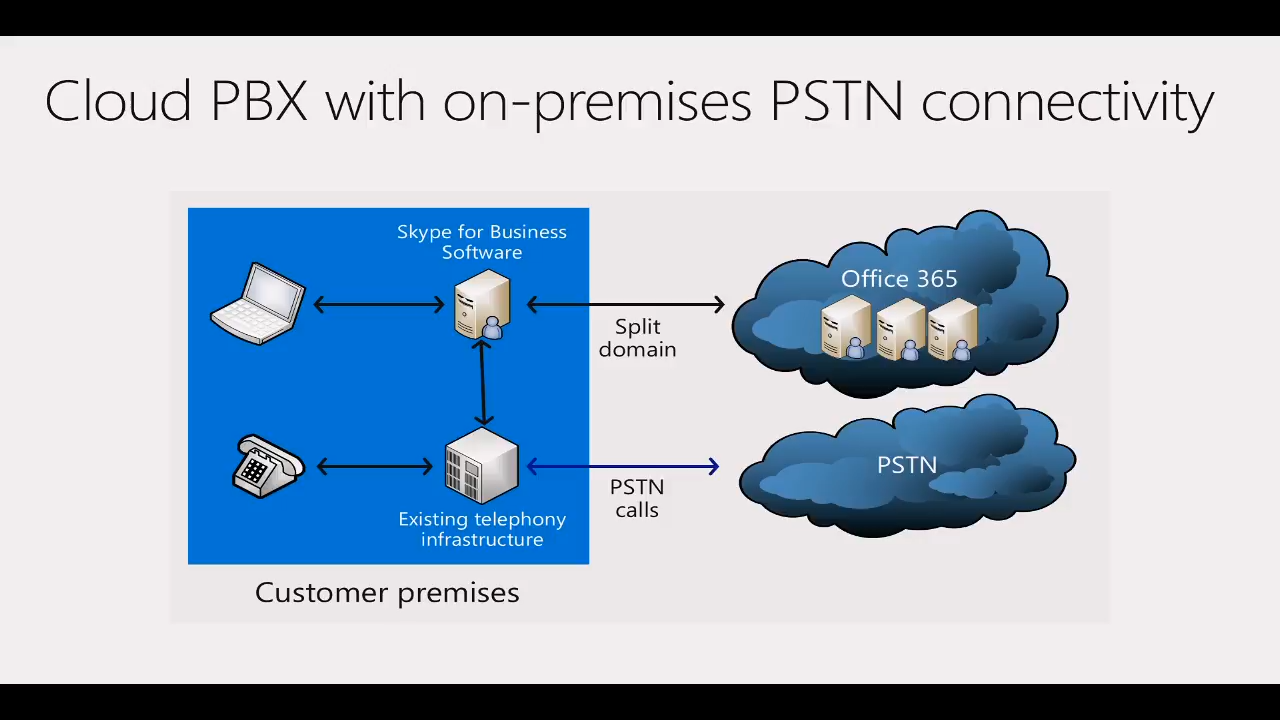 Cloud PBX with on-premises PSTN connectivity
Skype for Business
Software
Office 365
Split
domain
PSTN
PSTN
calls
Existing telephony
infrastructure
Customer premises